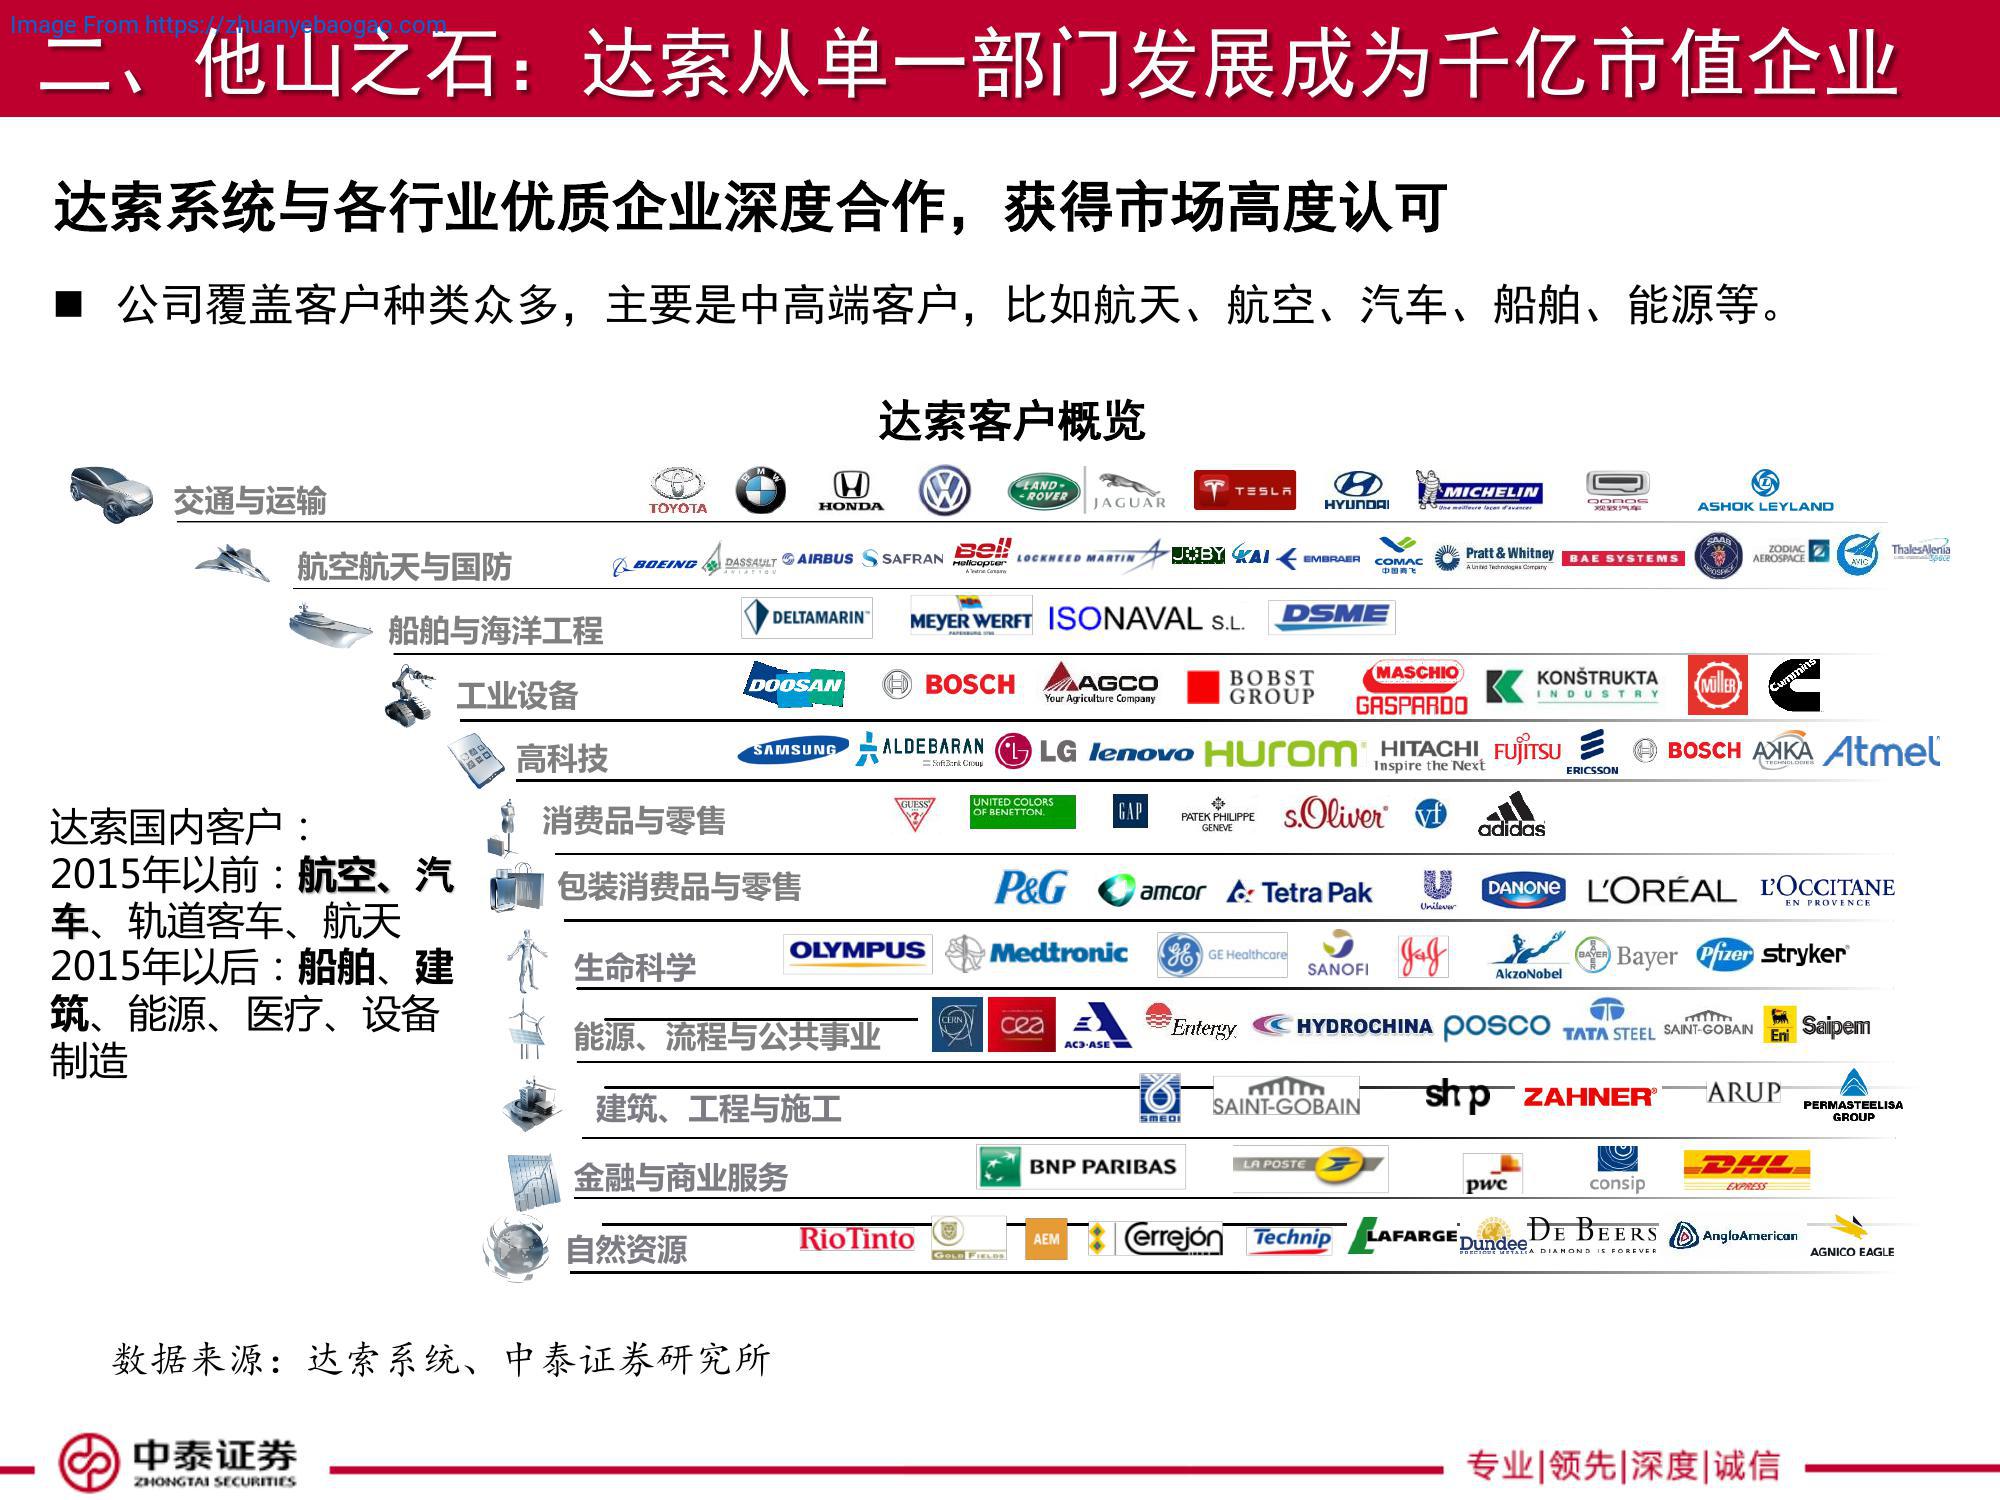 Image From https://zhuanyebaogao.com
二、他山之石：达索从单一部门发展成为千亿市值企业
达索系统与各行业优质企业深度合作，获得市场高度认可
■ 公司覆盖客户种类众多，主要是中高端客户，比如航天、航空、汽车、船舶、能源等。
达索客户概览
交通与运输 TOYOTA BMW HONDA LAND-ROVER JAGUAR TESLA HYUNDAI MICHELIN Une meilleure façon d'avancer QOROS 观致汽车 ASHOK LEYLAND
航空航天与国防 BOEING DASSAULT AVIATION AIRBUS SAFRAN Bell Helicopter A Textron Company LOCKHEED MARTIN JOBY KAI EMBRAER COMAC 中国商飞 Pratt & Whitney A United Technologies Company BAE SYSTEMS SAAB ZODIAC AEROSPACE AVIC ThalesAlenia Space
船舶与海洋工程 DELTAMARIN MEYER WERFT PAPENBURG 1795 ISONAVAL S.L. DSME
工业设备 DOOSAN BOSCH AGCO Your Agriculture Company BOBST GROUP MASCHIO GASPARDO KONŠTRUKTA INDUSTRY MÜLLER Cummins
高科技 SAMSUNG ALDEBARAN SoftBank Group LG lenovo HUROM HITACHI Inspire the Next FUJITSU ERICSSON BOSCH AKKA TECHNOLOGIES Atmel
消费品与零售 GUESS ? UNITED COLORS OF BENETTON. GAP PATEK PHILIPPE GENEVE s.Oliver vf adidas
包装消费品与零售 P&G amcor Tetra Pak Unilever DANONE L'ORÉAL L'OCCITANE EN PROVENCE
生命科学 OLYMPUS Medtronic GE Healthcare SANOFI J&J AkzoNobel BAYER Bayer Pfizer stryker
能源、流程与公共事业 CERN cea АСЭ·ASE Entergy HYDROCHINA posco TATA STEEL SAINT-GOBAIN Eni Saipem
建筑、工程与施工 SMEDI SAINT-GOBAIN shp ZAHNER ARUP PERMASTEELISA GROUP
金融与商业服务 BNP PARIBAS LA POSTE pwc consip DHL EXPRESS
自然资源 RioTinto GOLD FIELDS AEM Cerrejón Technip LAFARGE Dundee PRECIOUS METALS DE BEERS A DIAMOND IS FOREVER AngloAmerican AGNICO EAGLE
达索国内客户：
2015年以前：航空、汽
车、轨道客车、航天
2015年以后：船舶、建
筑、能源、医疗、设备
制造
数据来源：达索系统、中泰证券研究所
中泰证券
ZHONGTAI SECURITIES
专业|领先|深度|诚信